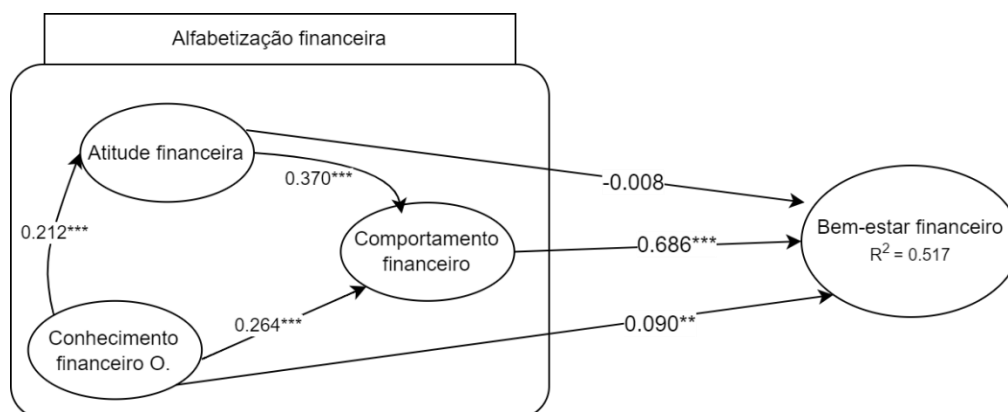 Alfabetização financeira
Atitude financeira
0.370***
-0.008
0.212***
Comportamento
financeiro
0.686***
Bem-estar financeiro
R² = 0.517
0.264***
0.090**
Conhecimento
financeiro O.